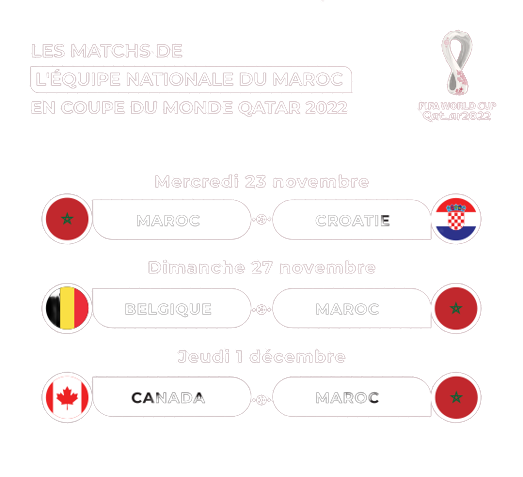 LES MATCHS DE
L'ÉQUIPE NATIONALE DU MAROC
EN COUPE DU MONDE QATAR 2022
FIFA WORLD CUP
Qat_ar2022
Mercredi 23 novembre
MAROC CROATIE
Dimanche 27 novembre
BELGIQUE MAROC
Jeudi 1 décembre
CANADA MAROC